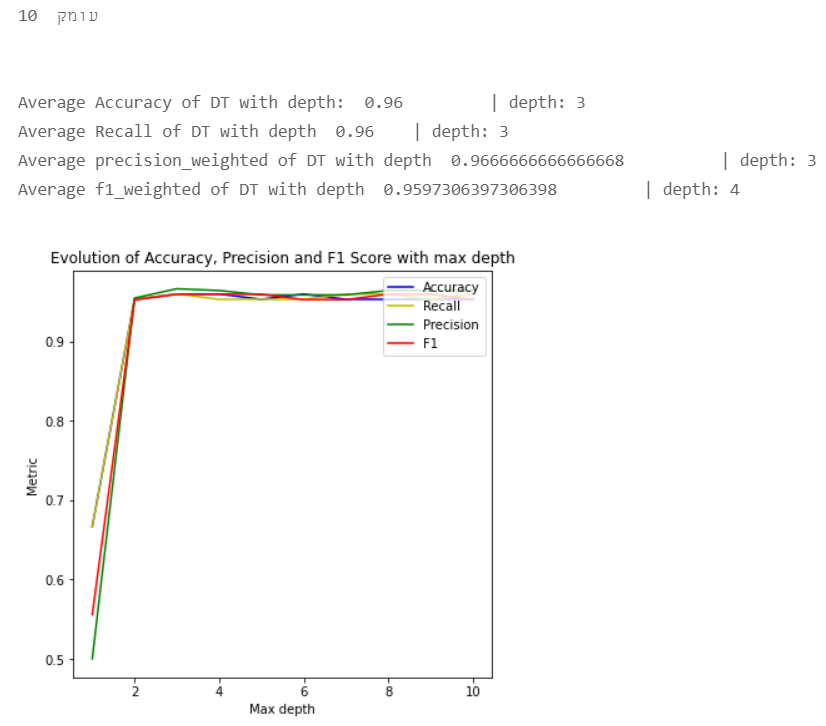 10 עומק
Average Accuracy of DT with depth: 0.96 | depth: 3
Average Recall of DT with depth 0.96 | depth: 3
Average precision_weighted of DT with depth 0.9666666666666668 | depth: 3
Average f1_weighted of DT with depth 0.9597306397306398 | depth: 4
Evolution of Accuracy, Precision and F1 Score with max depth
Accuracy
Recall
Precision
F1
Metric
0.9
0.8
0.7
0.6
0.5
2 4 6 8 10
Max depth